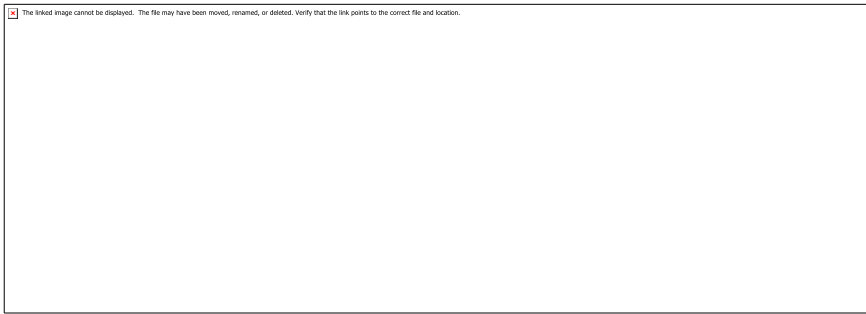 The linked image cannot be displayed.  The file may have been moved, renamed, or deleted. Verify that the link points to the correct file and location.